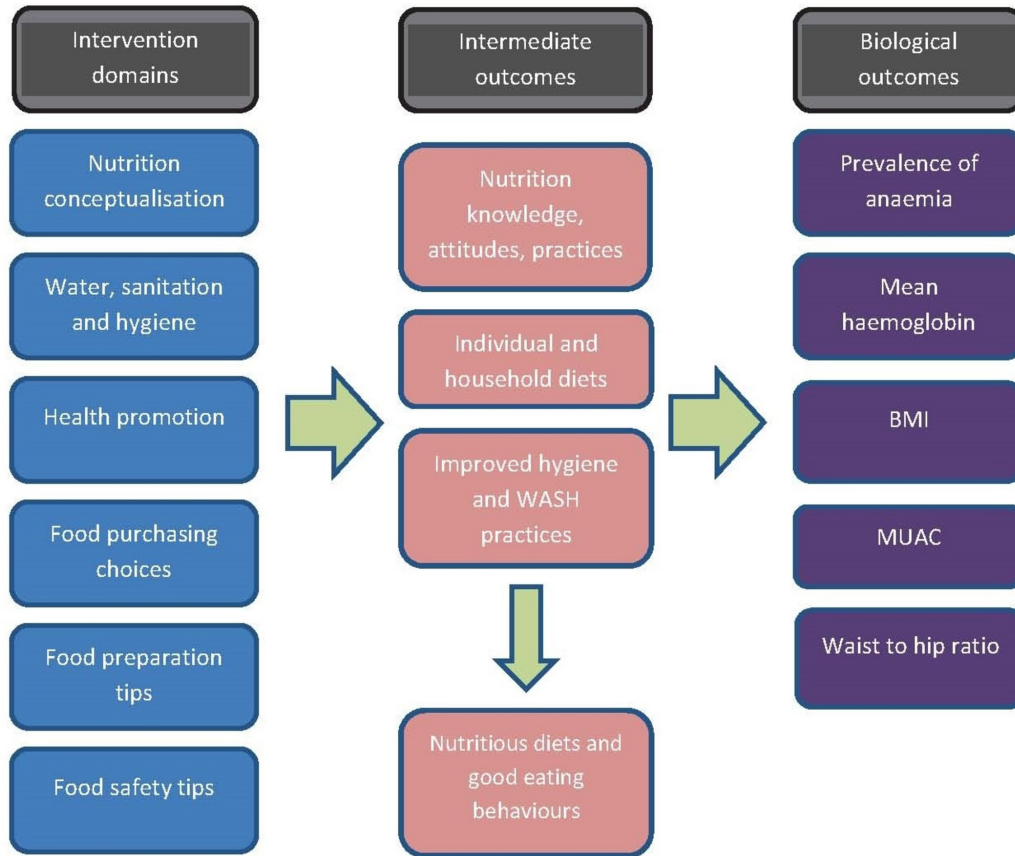 Intervention
domains
Nutrition
conceptualisation
Water, sanitation
and hygiene
Health promotion
Food purchasing
choices
Food preparation
tips
Food safety tips
Intermediate
outcomes
Nutrition
knowledge,
attitudes, practices
Individual and
household diets
Improved hygiene
and WASH
practices
Nutritious diets and
good eating
behaviours
Biological
outcomes
Prevalence of
anaemia
Mean
haemoglobin
BMI
MUAC
Waist to hip ratio